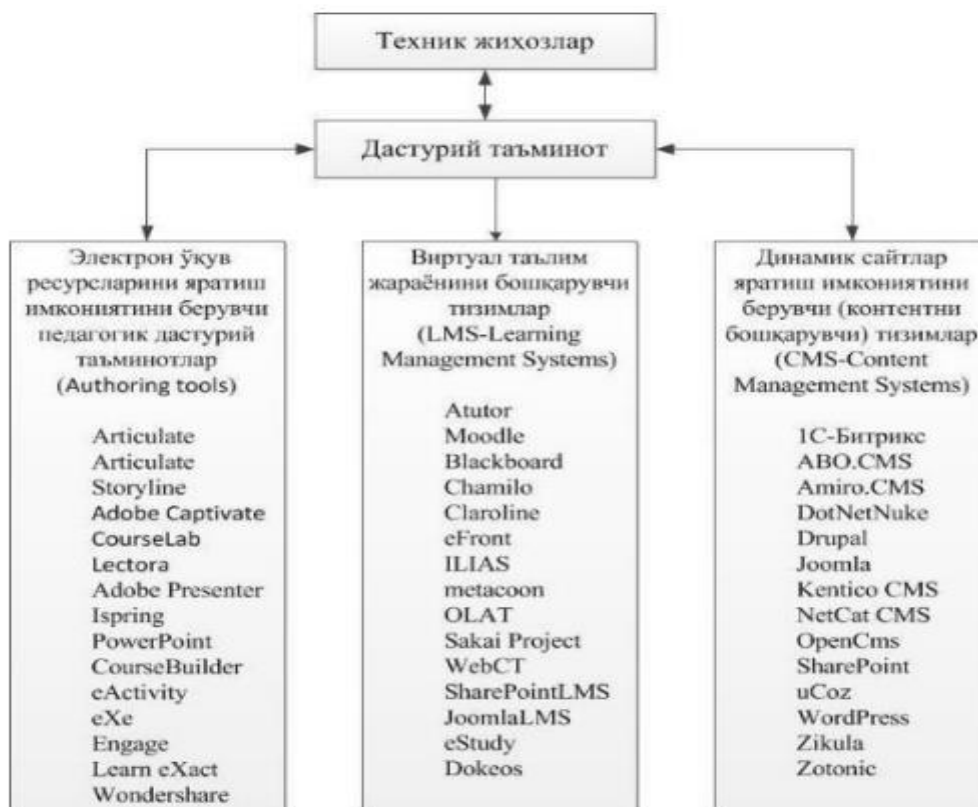 Техник жиҳозлар
Дастурий таъминот
Электрон ўқув
ресурсларини яратиш
имкониятини берувчи
педагогик дастурий
таъминотлар
(Authoring tools)
Articulate
Articulate
Storyline
Adobe Captivate
CourseLab
Lectora
Adobe Presenter
Ispring
PowerPoint
CourseBuilder
eActivity
eXe
Engage
Learn eXact
Wondershare
Виртуал таълим
жараёнини бошқарувчи
тизимлар
(LMS-Learning
Management Systems)
Atutor
Moodle
Blackboard
Chamilo
Claroline
eFront
ILIAS
metacoon
OLAT
Sakai Project
WebCT
SharePointLMS
JoomlaLMS
eStudy
Dokeos
Динамик сайтлар
яратиш имкониятини
берувчи (контентни
бошқарувчи) тизимлар
(CMS-Content
Management Systems)
1С-Битрикс
ABO.CMS
Amiro.CMS
DotNetNuke
Drupal
Joomla
Kentico CMS
NetCat CMS
OpenCms
SharePoint
uCoz
WordPress
Zikula
Zotonic